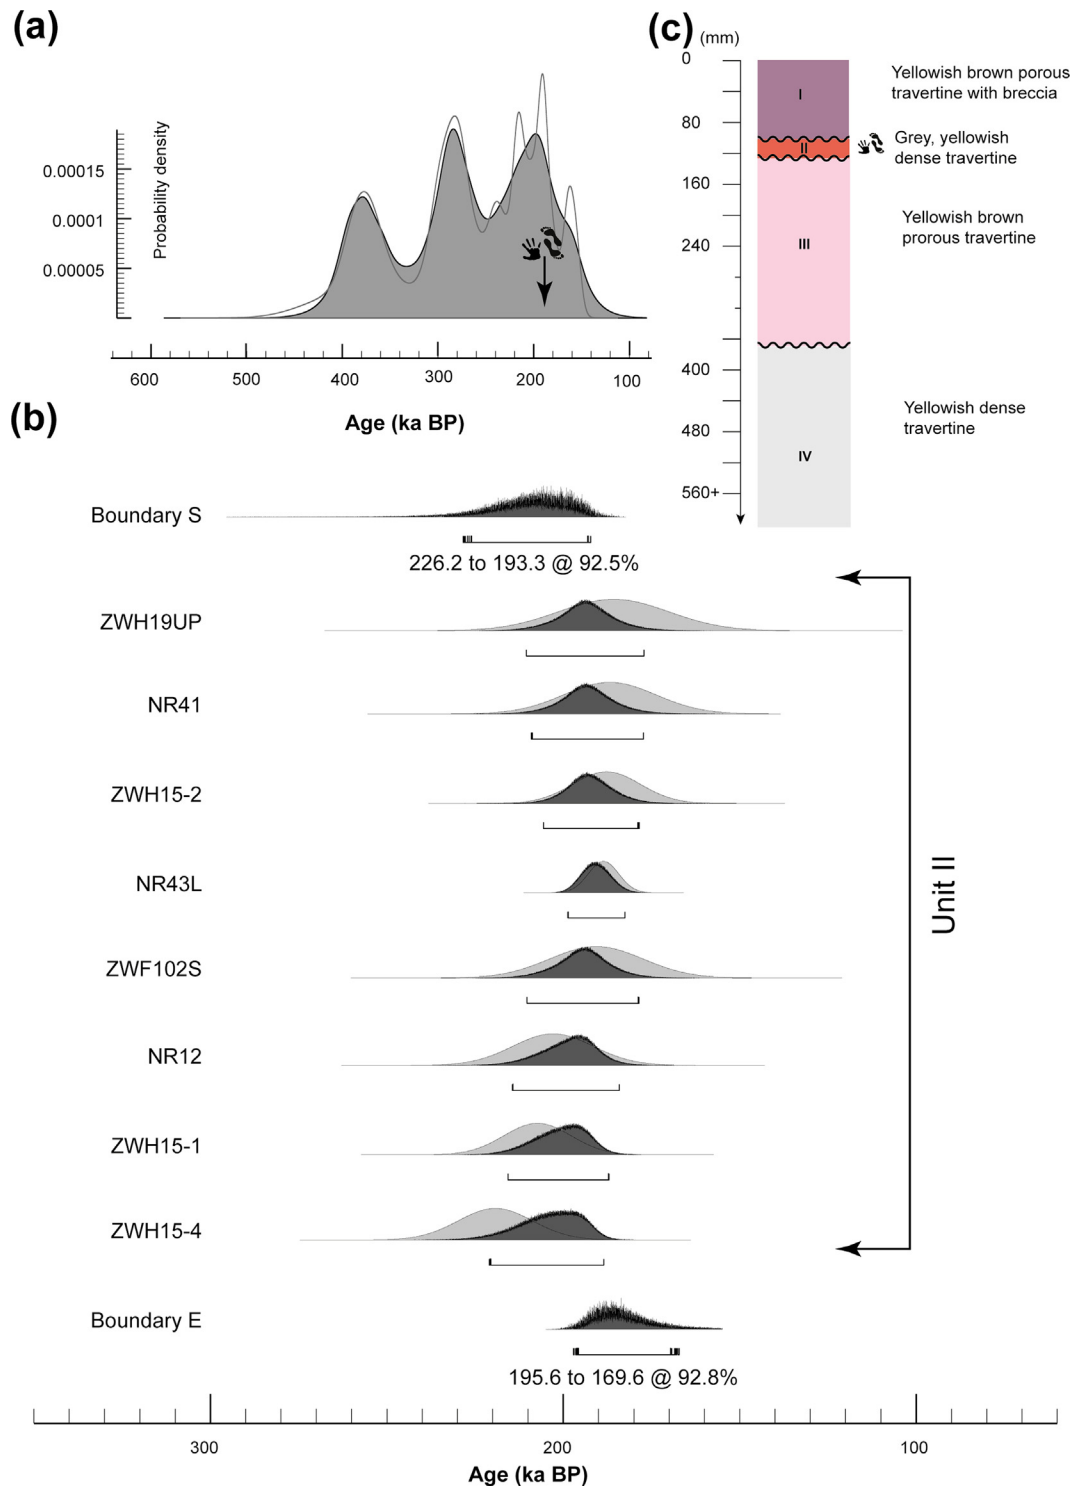 (a)
Probability density
0.00015
0.0001
0.00005
600 500 400 300 200 100
Age (ka BP)
(c) (mm)
0
80
160
240
400
480
560+
I
II
III
IV
Yellowish brown porous
travertine with breccia
Grey, yellowish
dense travertine
Yellowish brown
prorous travertine
Yellowish dense
travertine
(b)
Boundary S
226.2 to 193.3 @ 92.5%
ZWH19UP
NR41
ZWH15-2
NR43L
ZWF102S
NR12
ZWH15-1
ZWH15-4
Unit II
Boundary E
195.6 to 169.6 @ 92.8%
300 200 100
Age (ka BP)